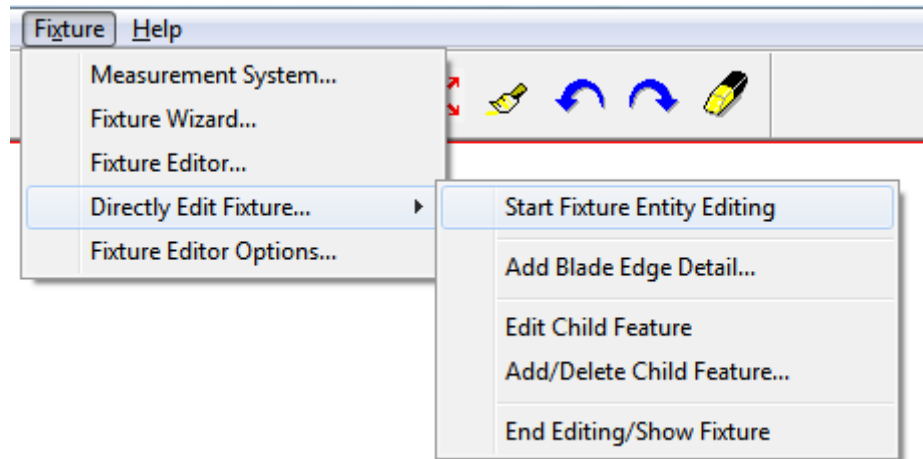 Fixture Help
Measurement System...
Fixture Wizard...
Fixture Editor...
Directly Edit Fixture...
Fixture Editor Options...
Start Fixture Entity Editing
Add Blade Edge Detail...
Edit Child Feature
Add/Delete Child Feature...
End Editing/Show Fixture